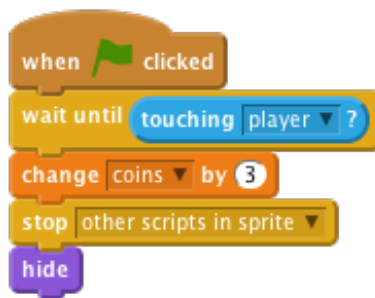 when clicked
wait until touching player ?
change coins by 3
stop other scripts in sprite
hide